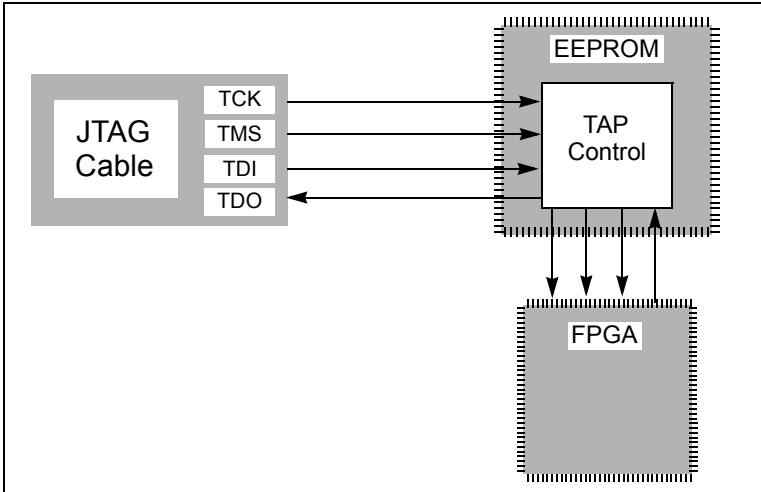 EEPROM
JTAG
Cable
TCK
TMS
TDI
TDO
TAP
Control
FPGA